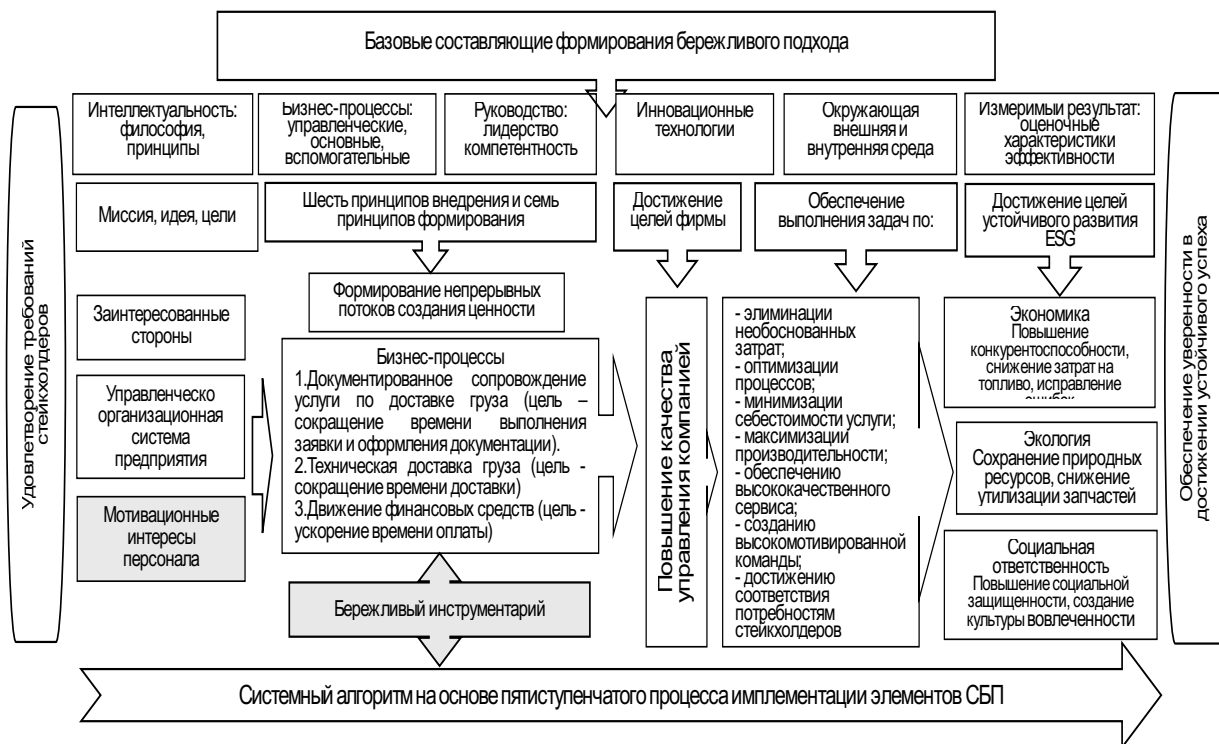 Базовые составляющие формирования бережливого подхода
Удовлетворение требований
стейкхолдеров
Интеллектуальность:
философия,
принципы
Бизнес-процессы:
управленческие,
основные,
вспомогательные
Руководство:
лидерство
компетентность
Инновационные
технологии
Окружающая
внешняя и
внутренняя среда
Измеримый результат:
оценочные
характеристики
эффективности
Миссия, идея, цели
Шесть принципов внедрения и семь
принципов формирования
Достижение
целей фирмы
Обеспечение
выполнения задач по:
Достижение целей
устойчивого развития
ESG
Формирование непрерывных
потоков создания ценности
Заинтересованные
стороны
Управленческо
организационная
система
предприятия
Мотивационные
интересы
персонала
Бизнес-процессы
1.Документированное сопровождение
услуги по доставке груза (цель –
сокращение времени выполнения
заявки и оформления документации).
2.Техническая доставка груза (цель -
сокращение времени доставки)
3.Движение финансовых средств (цель -
ускорение времени оплаты)
Бережливый инструментарий
Повышение качества
управления компанией
- элиминации
необоснованных
затрат;
- оптимизации
процессов;
- минимизации
себестоимости услуги;
- максимизации
производительности;
- обеспечению
высококачественного
сервиса;
- созданию
высокомотивированной
команды;
- достижению
соответствия
потребностям
стейкхолдеров
Экономика
Повышение
конкурентоспособности,
снижение затрат на
топливо, исправление
ошибок
Экология
Сохранение природных
ресурсов, снижение
утилизации запчастей
Социальная
ответственность
Повышение социальной
защищенности, создание
культуры вовлеченности
Обеспечение уверенности в
достижении устойчивого успеха
Системный алгоритм на основе пятиступенчатого процесса имплементации элементов СБП